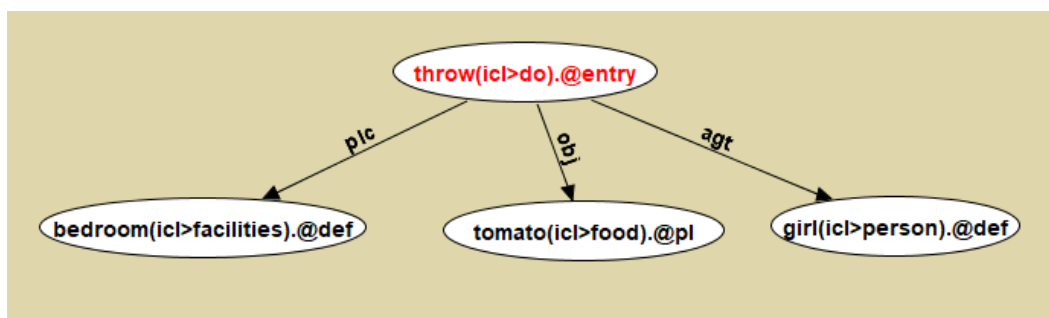 throw(icl>do).@entry
plc
obj
agt
bedroom(icl>facilities).@def
tomato(icl>food).@pl
girl(icl>person).@def